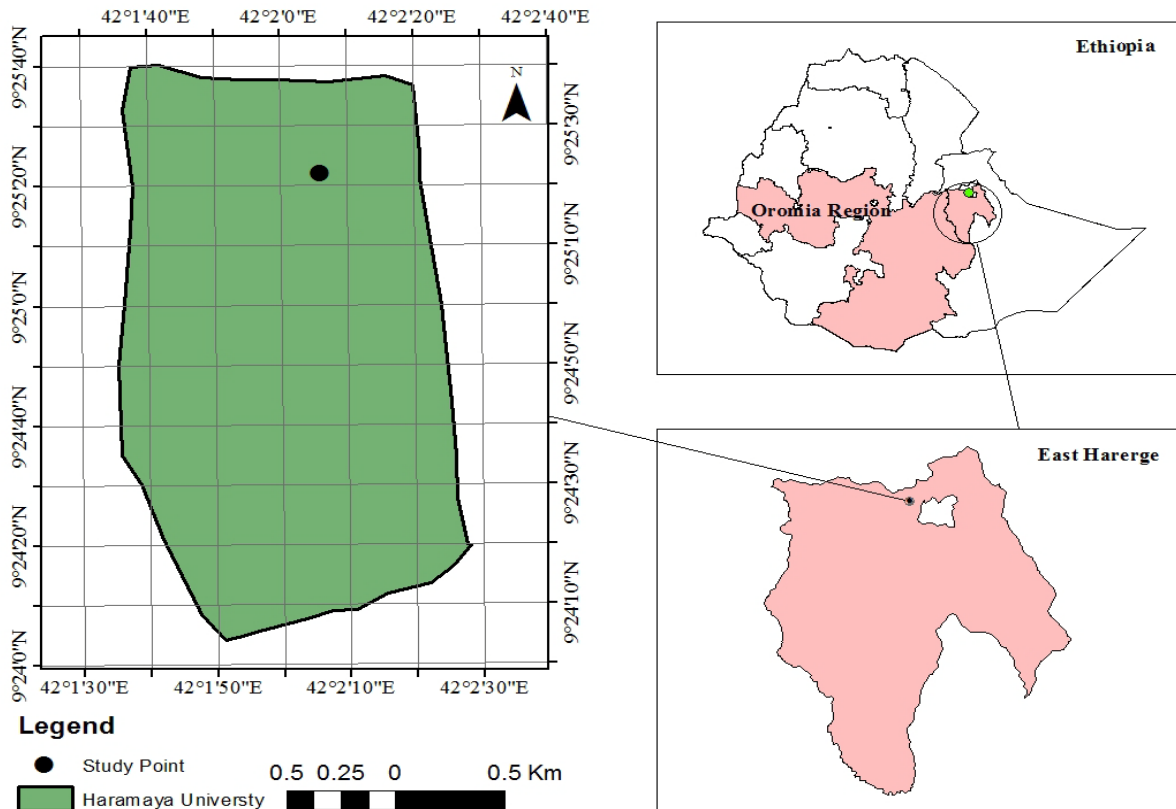 42°1'40"E 42°2'0"E 42°2'20"E 42°2'40"E
9°25'40"N
9°25'20"N
9°25'0"N
9°24'40"N
9°24'20"N
9°24'0"N
N
9°25'30"N
9°25'10"N
9°24'50"N
9°24'30"N
9°24'10"N
42°1'30"E 42°1'50"E 42°2'10"E 42°2'30"E
Legend
Study Point
Haramaya Universty
0.5 0.25 0 0.5 Km
Ethiopia
Oromia Region
East Harerge